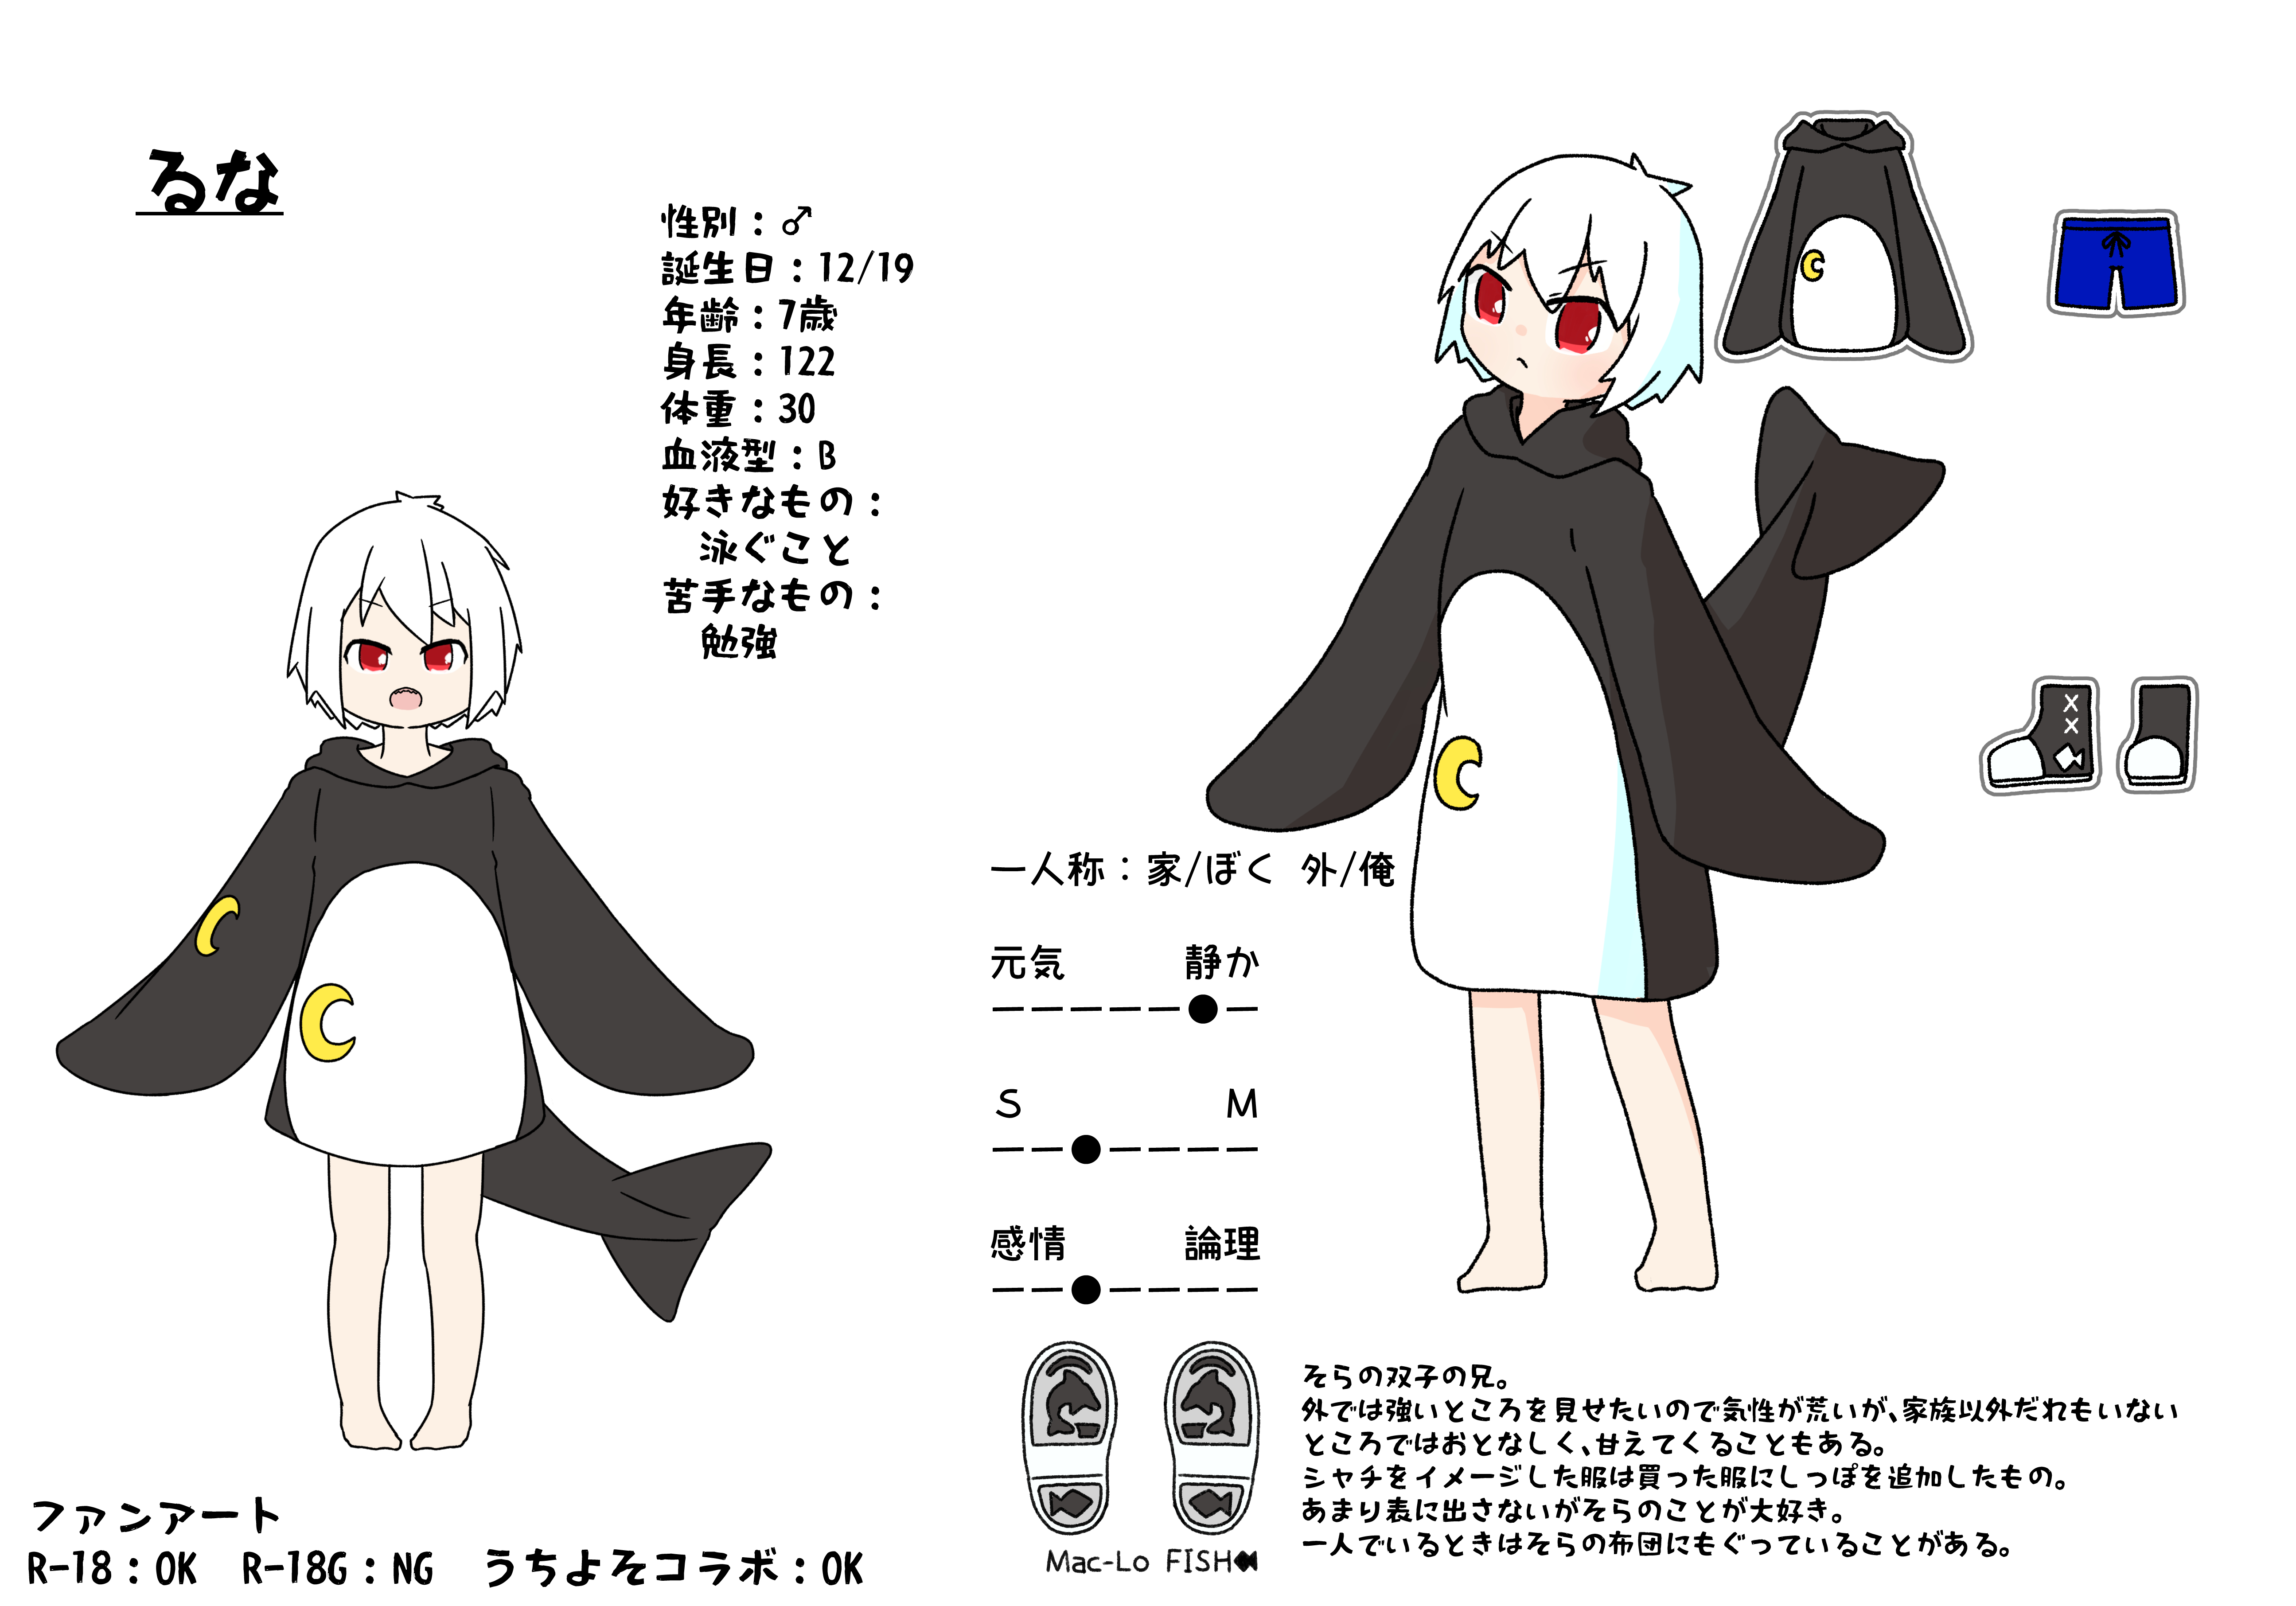 るな
性別：♂
誕生日：12/19
年齢：7歳
身長：122
体重：30
血液型：B
好きなもの：
泳ぐこと
苦手なもの：
勉強
一人称：家/ぼく 外/俺
元気 静か
S M
感情 論理
Mac-Lo FISH
そらの双子の兄。
外では強いところを見せたいので気性が荒いが、家族以外だれもいない
ところではおとなしく、甘えてくることもある。
シャチをイメージした服は買った服にしっぽを追加したもの。
あまり表に出さないがそらのことが大好き。
一人でいるときはそらの布団にもぐっていることがある。
ファンアート
R-18：OK R-18G：NG うちよそコラボ：OK